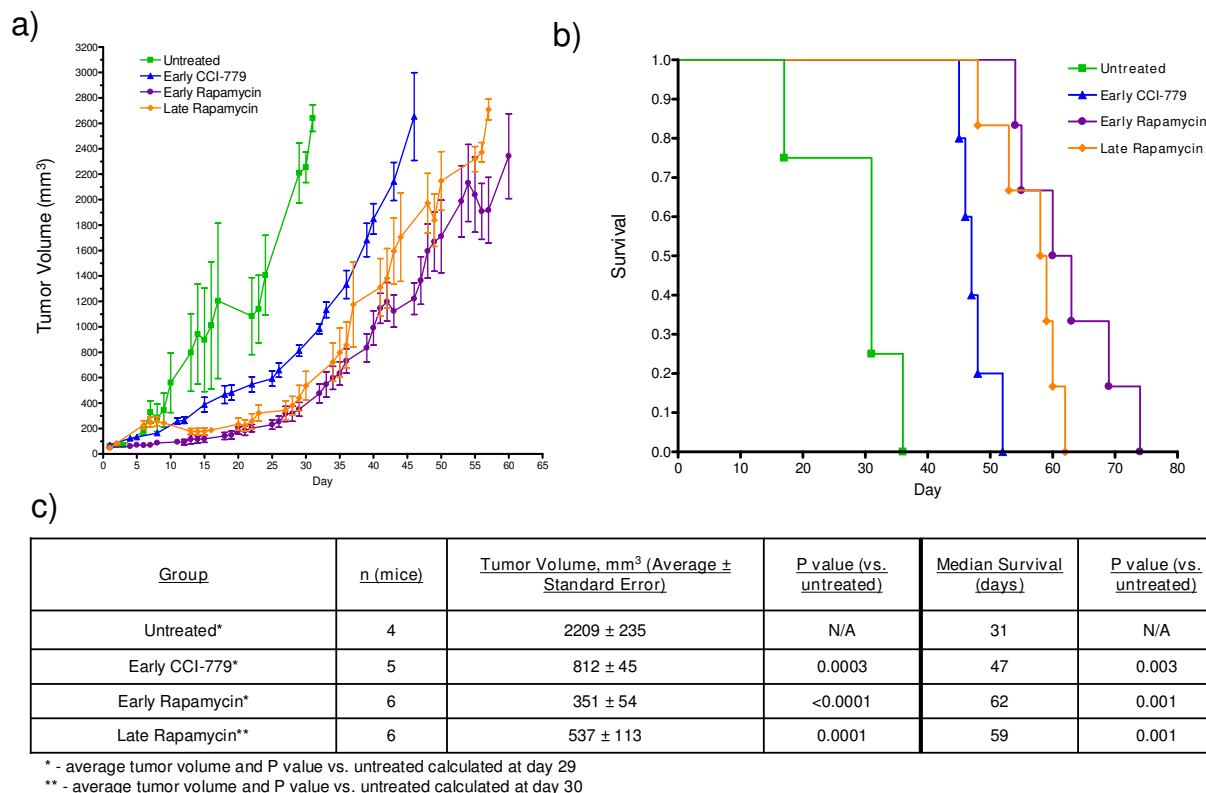 a)
3200
3000
2800
2600
2400
2200
2000
1800
1600
1400
1200
1000
800
600
400
200
0
Tumor Volume (mm³)
Untreated
Early CCI-779
Early Rapamycin
Late Rapamycin
0 5 10 15 20 25 30 35 40 45 50 55 60 65
Day
b)
1.0
0.9
0.8
0.7
0.6
0.5
0.4
0.3
0.2
0.1
0.0
Survival
Untreated
Early CCI-779
Early Rapamycin
Late Rapamycin
0 10 20 30 40 50 60 70 80
Day
c)
Group n (mice) Tumor Volume, mm³ (Average ± P value (vs. Median Survival P value (vs.
Standard Error) untreated) (days) untreated)
Untreated* 4 2209 ± 235 N/A 31 N/A
Early CCI-779* 5 812 ± 45 0.0003 47 0.003
Early Rapamycin* 6 351 ± 54 <0.0001 62 0.001
Late Rapamycin** 6 537 ± 113 0.0001 59 0.001
* - average tumor volume and P value vs. untreated calculated at day 29
** - average tumor volume and P value vs. untreated calculated at day 30